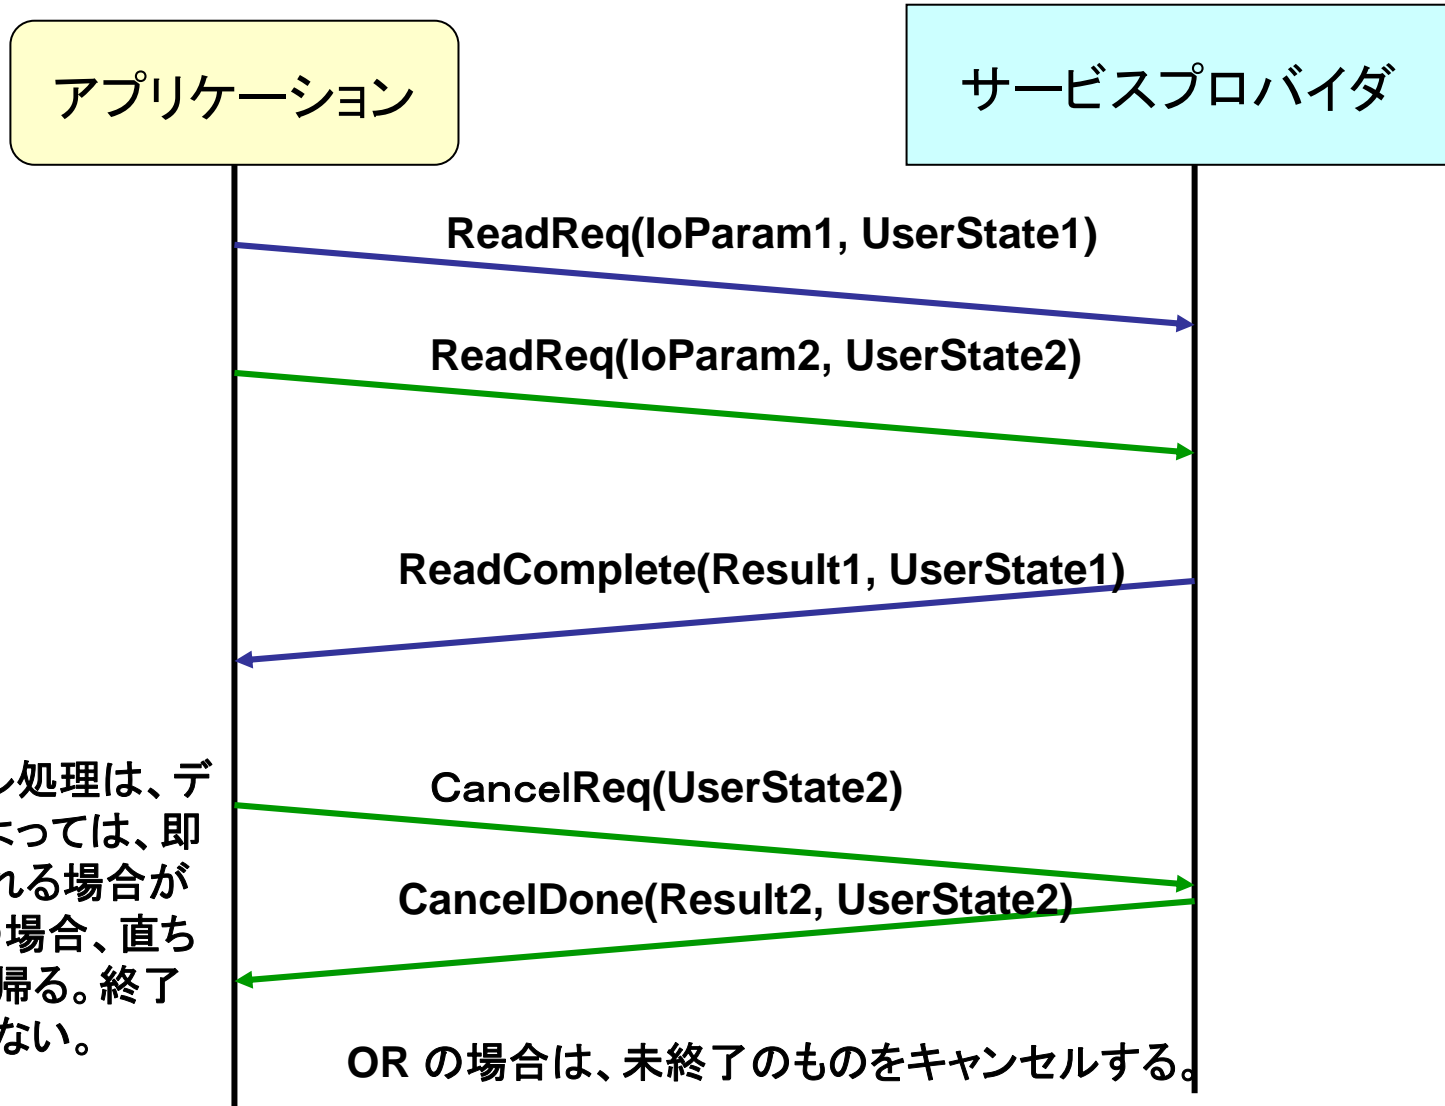 アプリケーション
サービスプロバイダ
ReadReq(IoParam1, UserState1)
ReadReq(IoParam2, UserState2)
ReadComplete(Result1, UserState1)
CancelReq(UserState2)
CancelDone(Result2, UserState2)
ル処理は、デ
よっては、即
れる場合が
場合、直ち
帰る。終了
ない。
OR の場合は、未終了のものをキャンセルする。